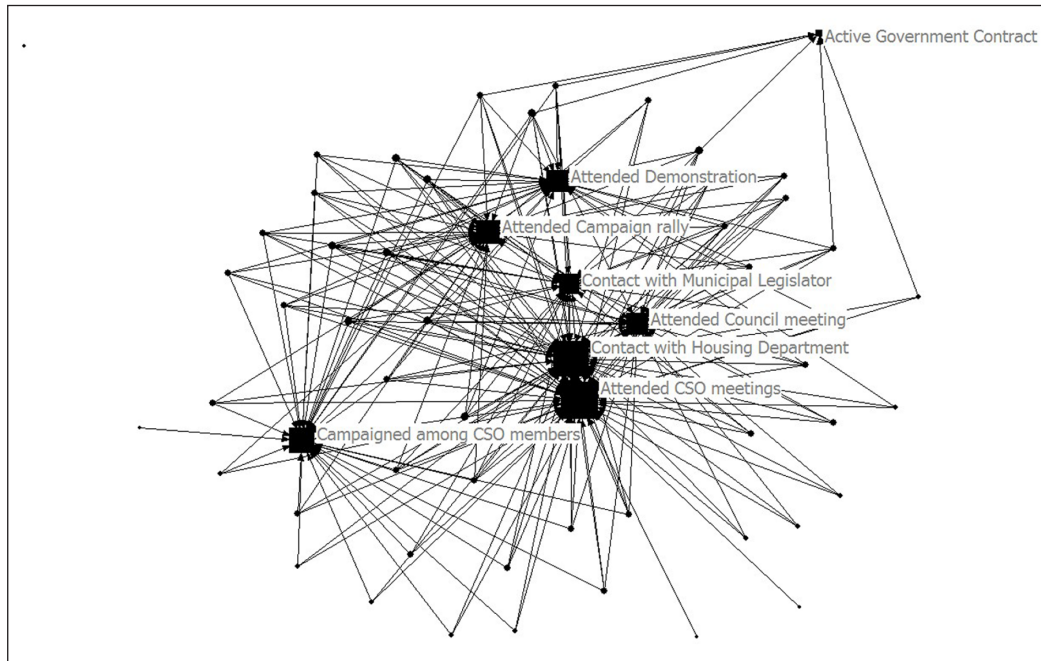 Active Government Contract
Attended Demonstration
Attended Campaign rally
Contact with Municipal Legislator
Attended Council meeting
Contact with Housing Department
Attended CSO meetings
Campaigned among CSO members